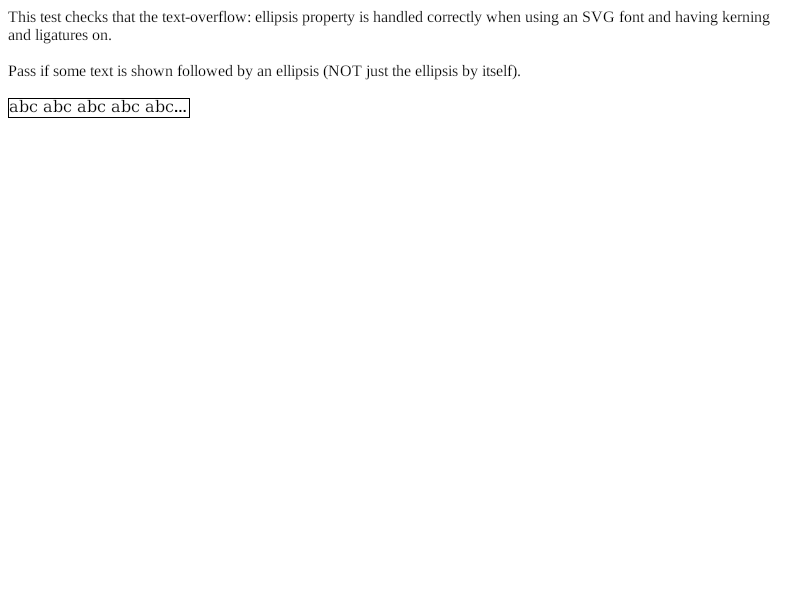 This test checks that the text-overflow: ellipsis property is handled correctly when using an SVG font and having kerning
and ligatures on.
Pass if some text is shown followed by an ellipsis (NOT just the ellipsis by itself).
abc abc abc abc abc...